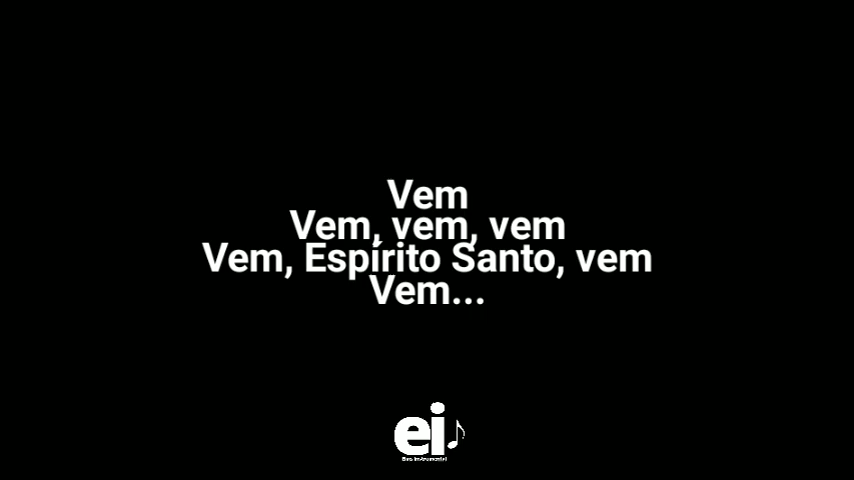 Vem
Vem, vem, vem
Vem, Espírito Santo, vem
Vem...
ei